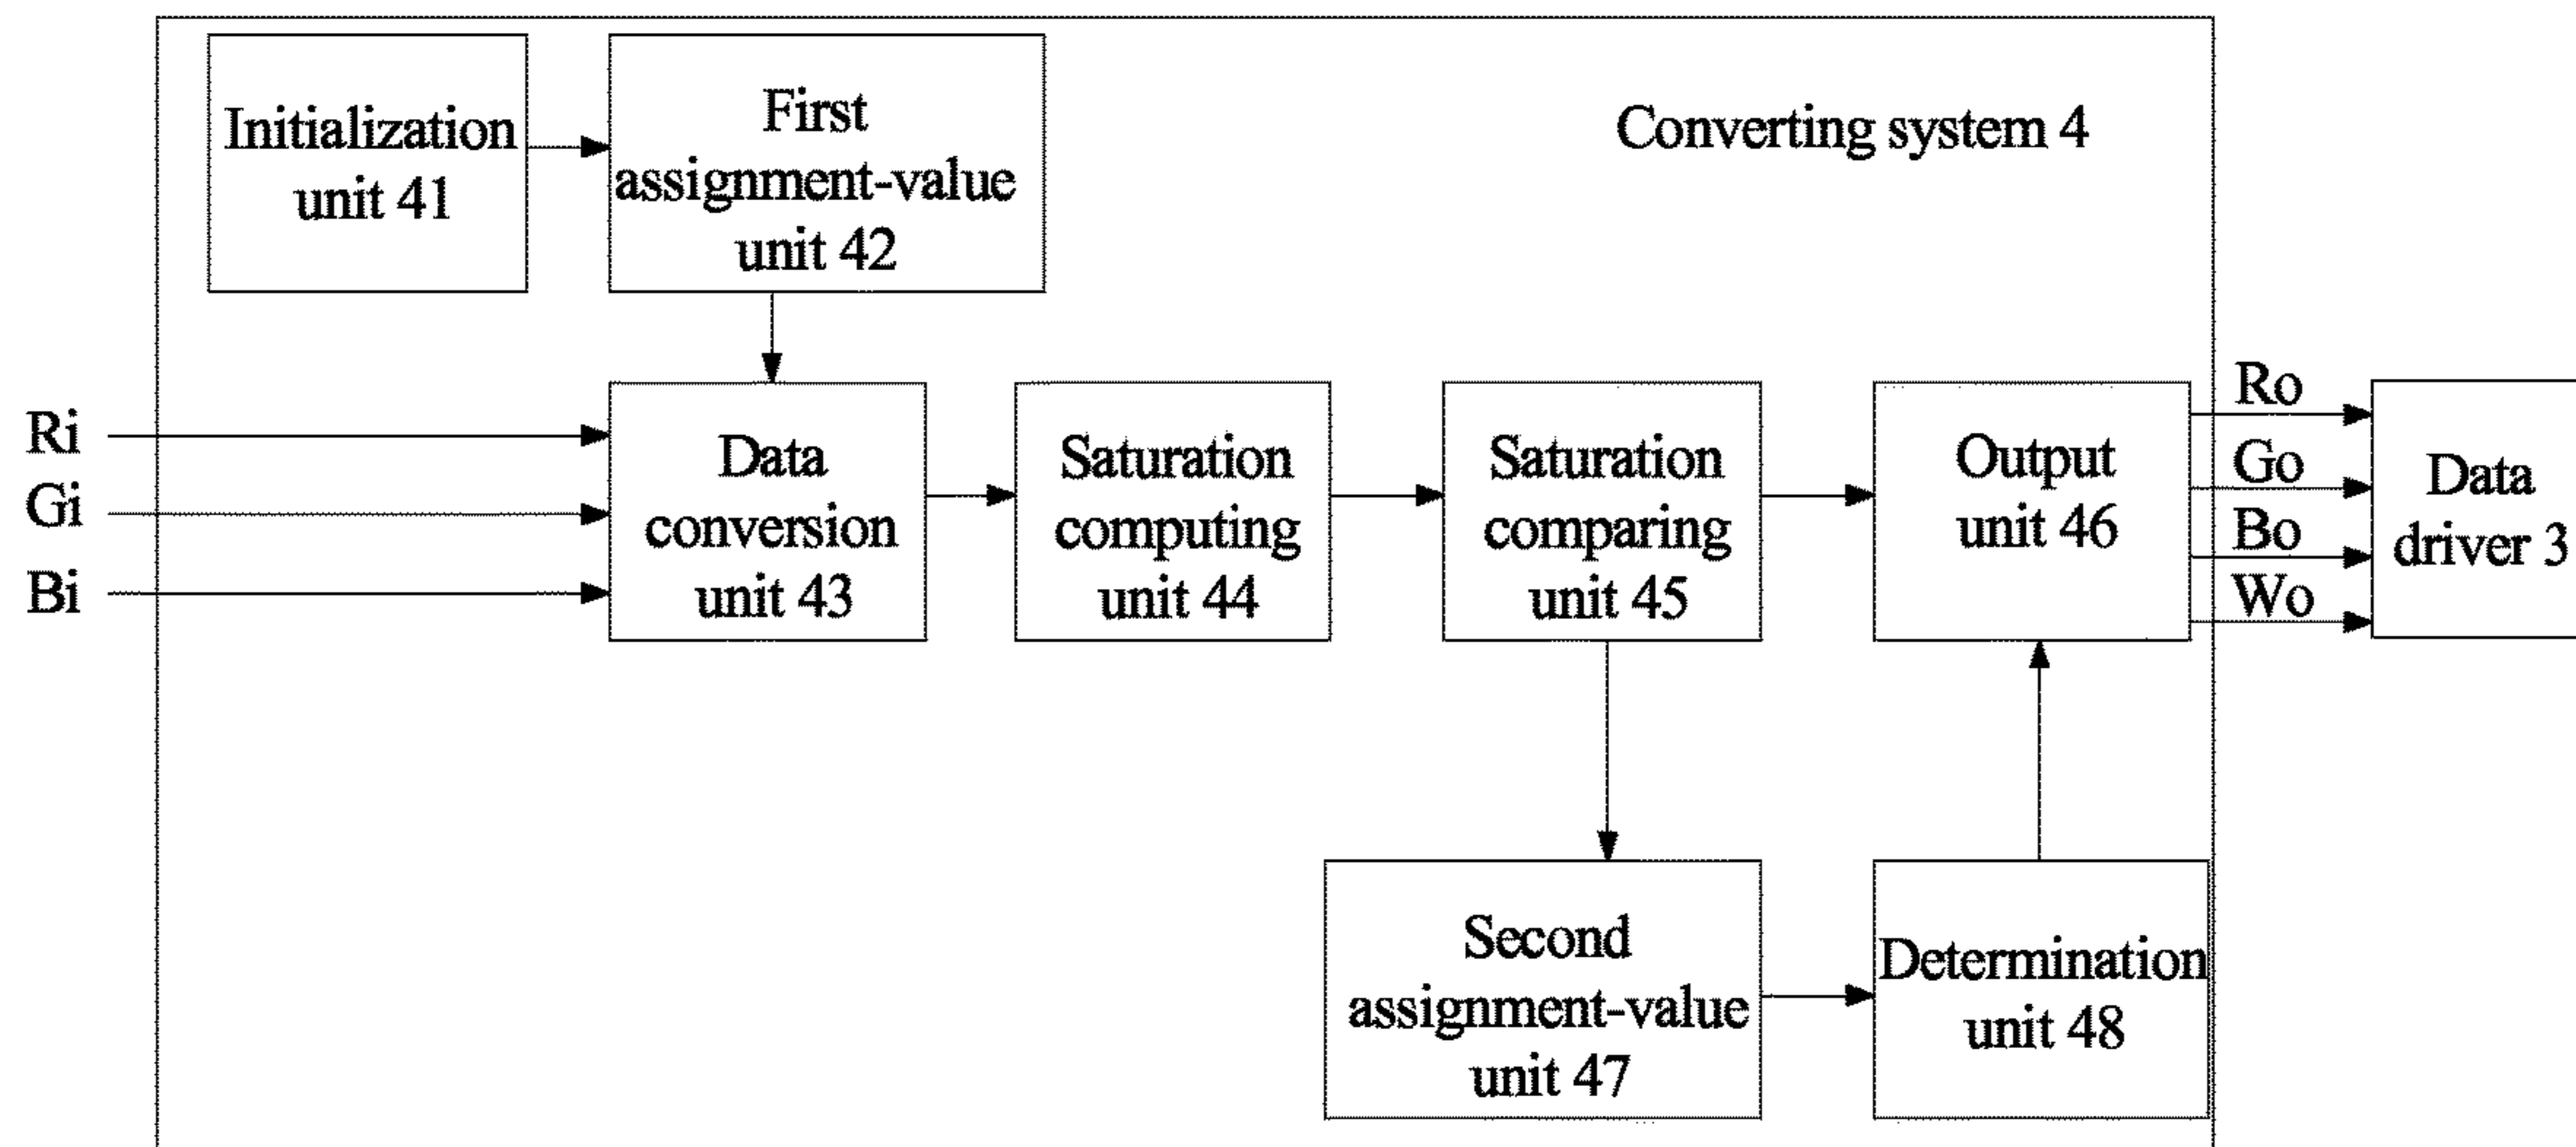 Initialization
unit 41
First
assignment-value
unit 42
Converting system 4
Ri
Gi
Bi
Data
conversion
unit 43
Saturation
computing
unit 44
Saturation
comparing
unit 45
Output
unit 46
Ro
Go
Bo
Wo
Data
driver 3
Second
assignment-value
unit 47
Determination
unit 48